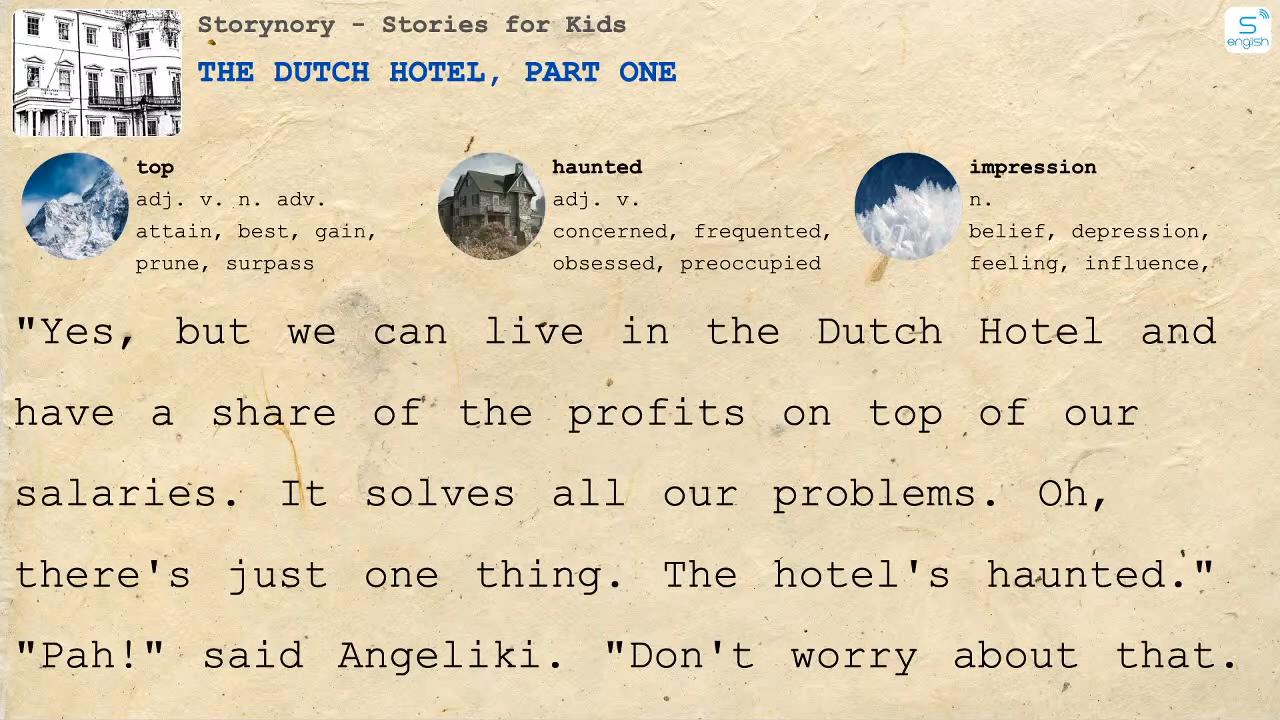 Storynory - Stories for Kids
THE DUTCH HOTEL, PART ONE
S
english
top
adj. v. n. adv.
attain, best, gain,
prune, surpass
haunted
adj. v.
concerned, frequented,
obsessed, preoccupied
impression
n.
belief, depression,
feeling, influence,
"Yes, but we can live in the Dutch Hotel and
have a share of the profits on top of our
salaries. It solves all our problems. Oh,
there's just one thing. The hotel's haunted."
"Pah!" said Angeliki. "Don't worry about that.